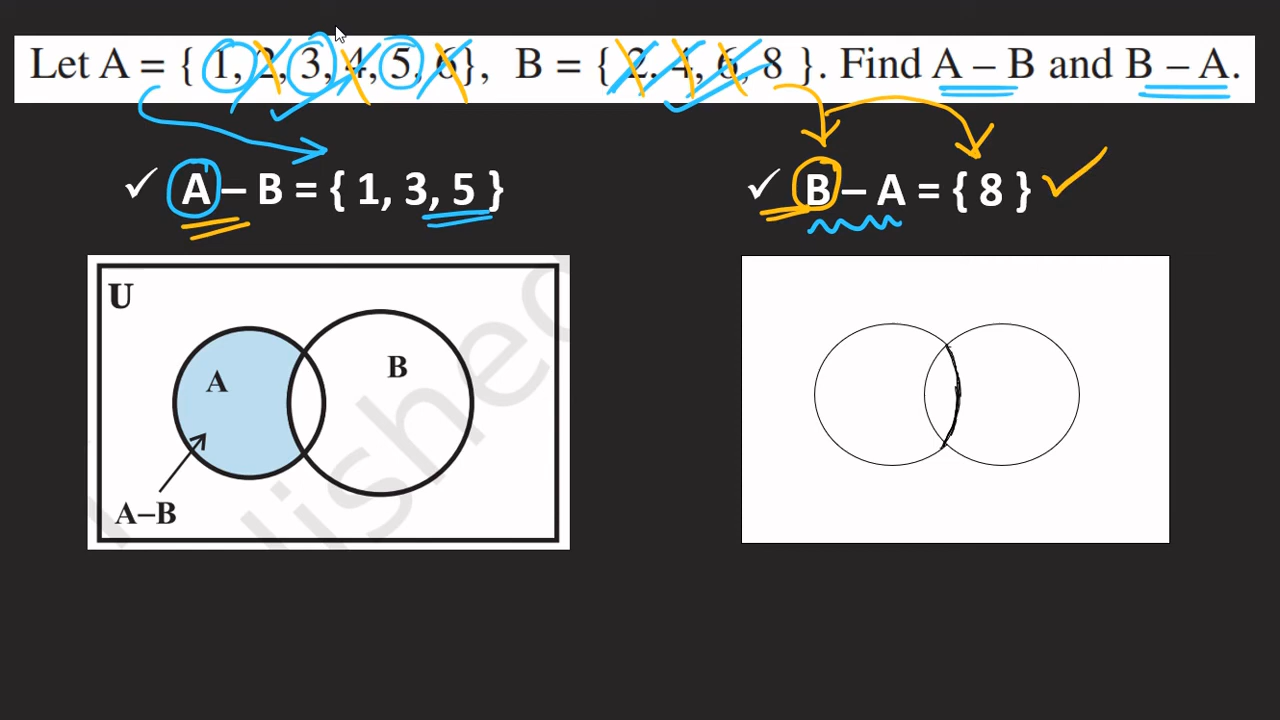 Let A = { 1, 2, 3, 4, 5, 6}, B = { 2, 4, 6, 8 }. Find A – B and B – A.
✓ A – B = { 1, 3, 5 }
✓ B – A = { 8 }
U
A
B
A–B